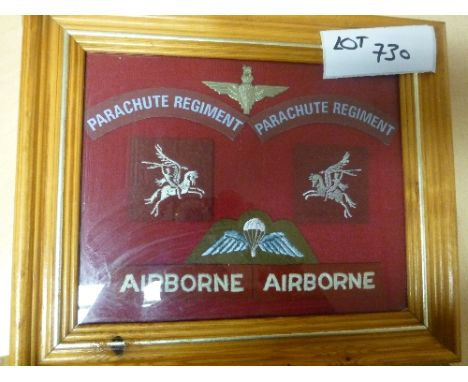 LOT 730
PARACHUTE REGIMENT
PARACHUTE REGIMENT
AIRBORNE AIRBORNE